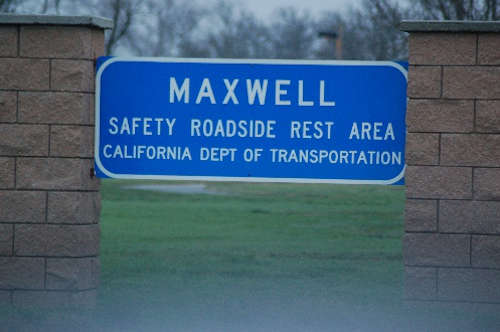 MAXWELL
SAFETY ROADSIDE REST AREA
CALIFORNIA DEPT OF TRANSPORTATION